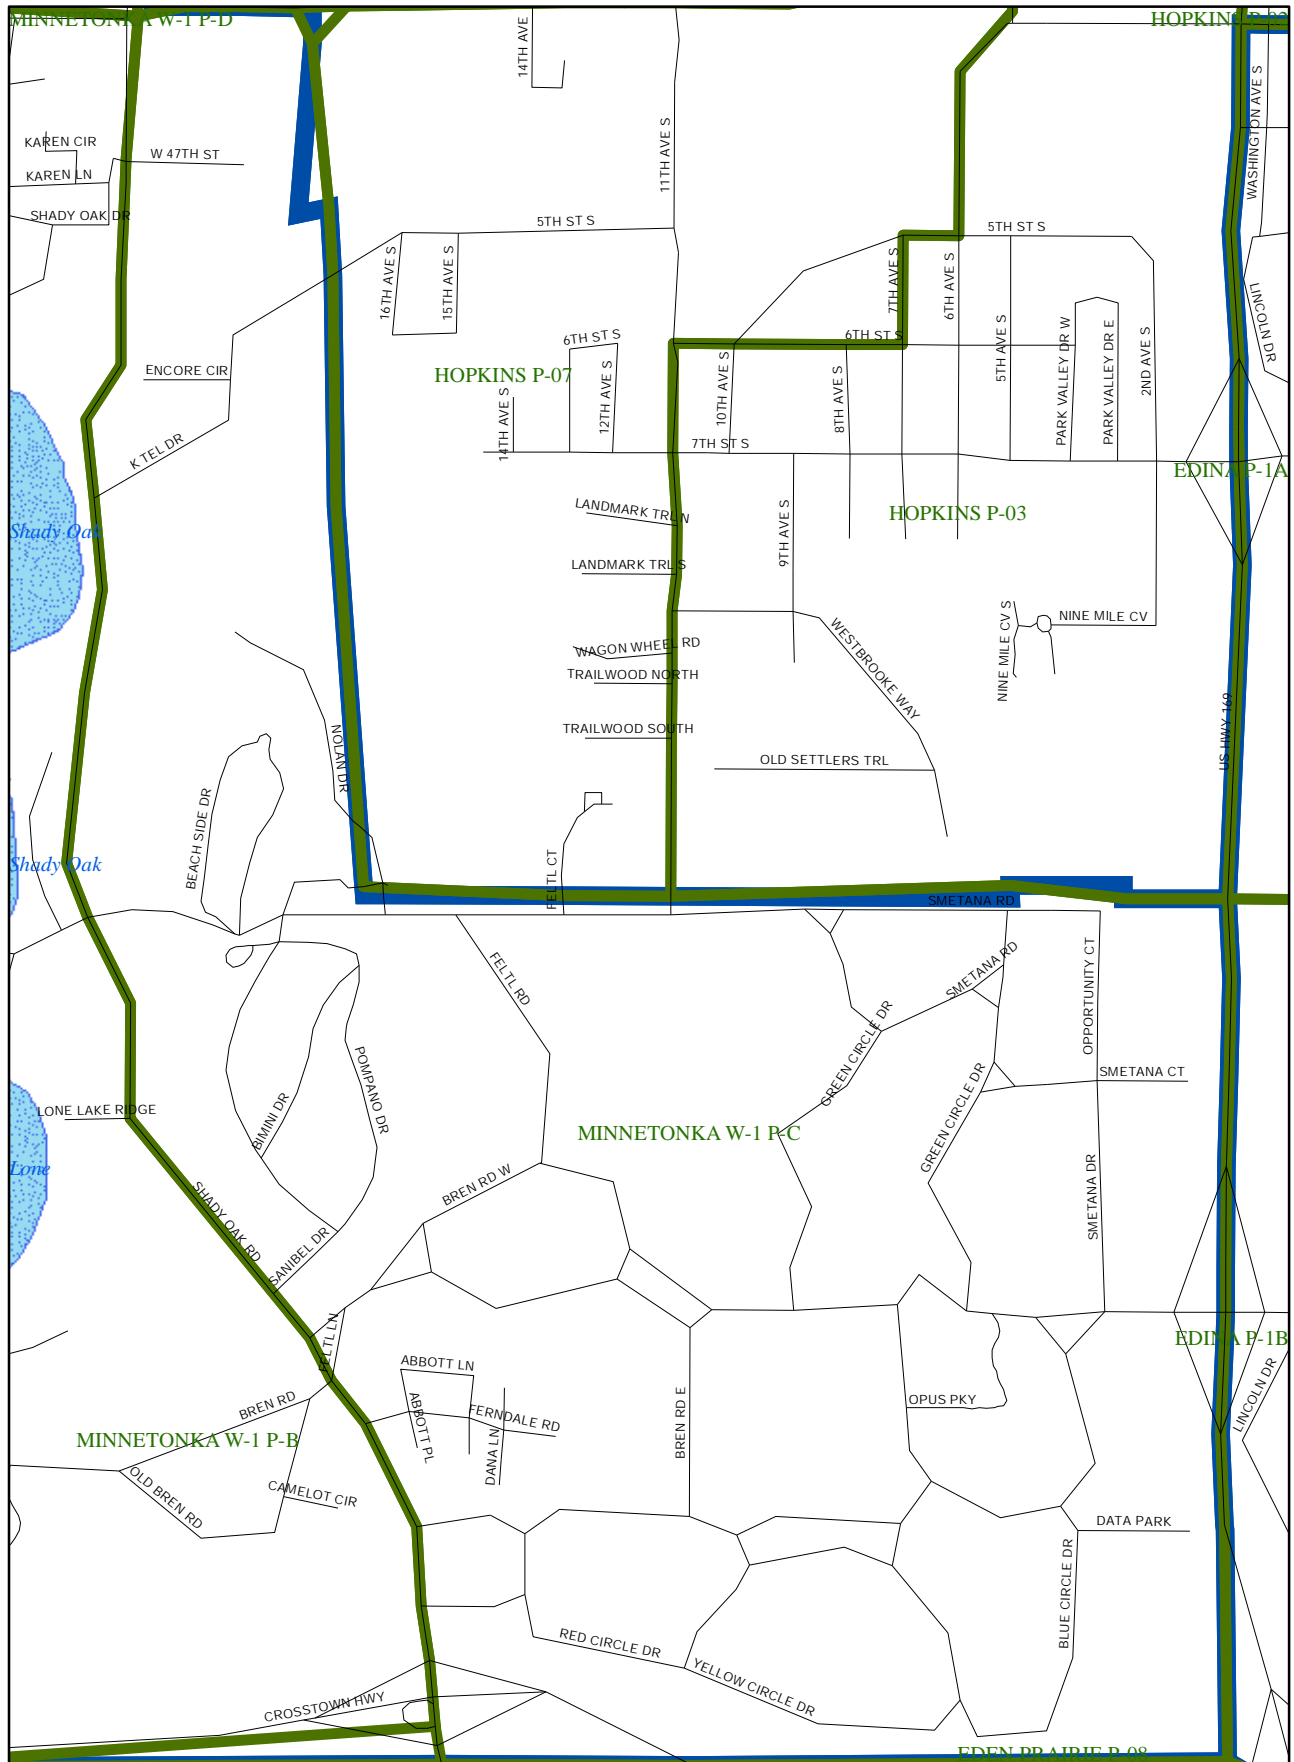 MINNETONKA W-1 P-D
HOPKINS P-02
14TH AVE
11TH AVE S
WASHINGTON AVE S
KAREN CIR
W 47TH ST
KAREN LN
SHADY OAK DR
5TH ST S
5TH ST S
16TH AVE S
15TH AVE S
7TH AVE S
6TH AVE S
LINCOLN DR
6TH ST S
6TH ST S
5TH AVE S
PARK VALLEY DR W
PARK VALLEY DR E
2ND AVE S
ENCORE CIR
HOPKINS P-07
12TH AVE S
10TH AVE S
8TH AVE S
14TH AVE S
K TEL DR
7TH ST S
EDINA P-1A
LANDMARK TRL N
HOPKINS P-03
Shady Oak
9TH AVE S
LANDMARK TRL S
NINE MILE CV S
NINE MILE CV
WAGON WHEEL RD
WESTBROOKE WAY
TRAILWOOD NORTH
TRAILWOOD SOUTH
US HWY 169
NOLAN DR
OLD SETTLERS TRL
BEACH SIDE DR
Shady Oak
FELTL CT
SMETANA RD
FELTL RD
SMETANA RD
OPPORTUNITY CT
GREEN CIRCLE DR
SMETANA CT
POMPANO DR
LONE LAKE RIDGE
BIMINI DR
MINNETONKA W-1 P-C
GREEN CIRCLE DR
Lone
BREN RD W
SHADY OAK RD
SMETANA DR
SANIBEL DR
FELTL LN
EDINA P-1B
ABBOTT LN
LINCOLN DR
OPUS PKY
BREN RD
ABBOTT PL
FERNDALE RD
BREN RD E
MINNETONKA W-1 P-B
DANA LN
OLD BREN RD
CAMELOT CIR
DATA PARK
BLUE CIRCLE DR
RED CIRCLE DR
YELLOW CIRCLE DR
CROSSTOWN HWY
EDEN PRAIRIE P-08